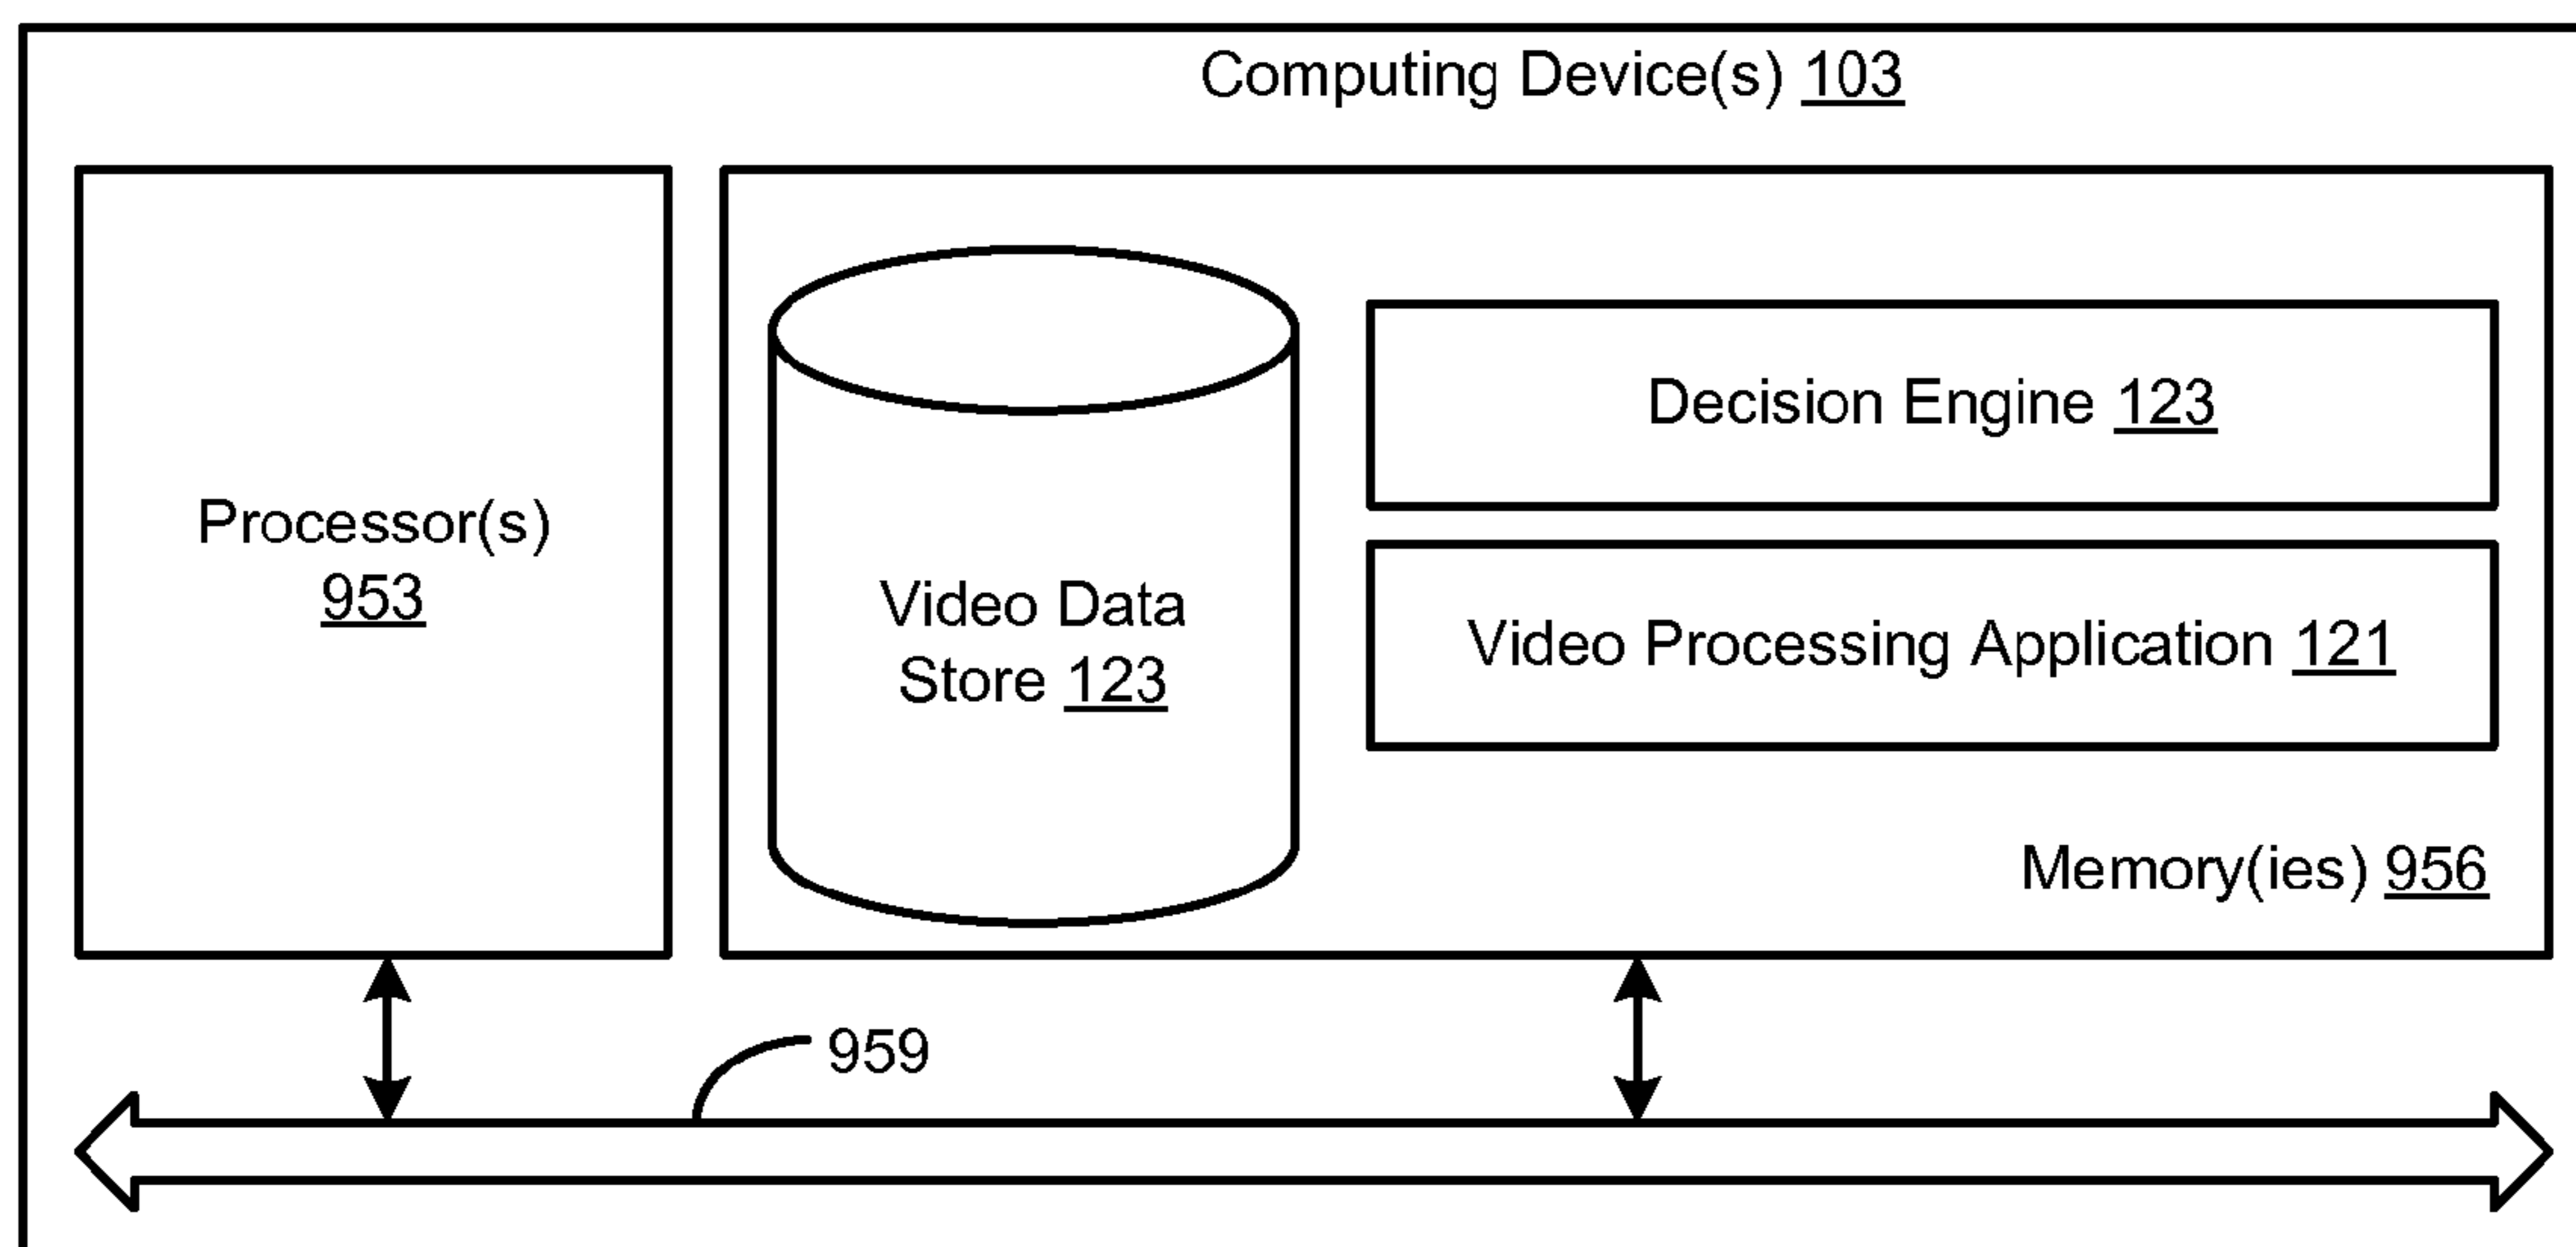 Computing Device(s) 103
Processor(s)
953
Video Data
Store 123
Decision Engine 123
Video Processing Application 121
Memory(ies) 956
959